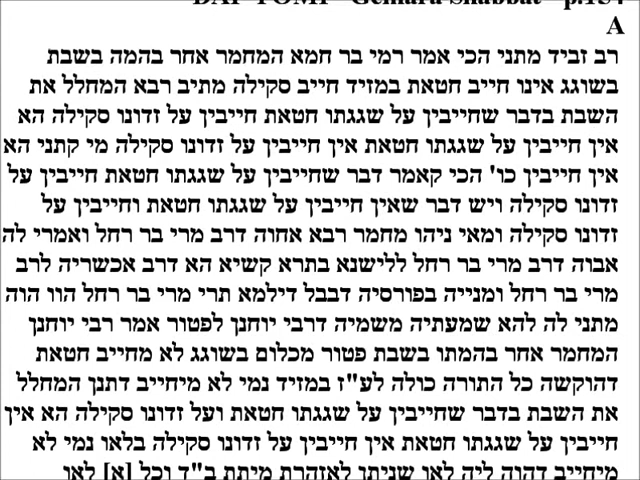 DAF YOMI Gemara Shabbat p.154
A
רב זביד מתני הכי אמר רמי בר חמא המחמר אחר בהמה בשבת
בשוגג אינו חייב חטאת במזיד חייב סקילה מתיב רבא המחלל את
השבת בדבר שחייבין על שגגתו חטאת חייבין על זדונו סקילה הא
אין חייבין על שגגתו חטאת אין חייבין על זדונו סקילה מי קתני הא
אין חייבין כו' הכי קאמר דבר שחייבין על שגגתו חטאת חייבין על
זדונו סקילה ויש דבר שאין חייבין על שגגתו חטאת וחייבין על
זדונו סקילה ומאי ניהו מחמר רבא אחוה דרב מרי בר רחל ואמרי לה
אבוה דרב מרי בר רחל ללישנא בתרא קשיא הא דרב אכשריה לרב
מרי בר רחל ומנייה בפורסיה דבבל דילמא תרי מרי בר רחל הוו הוה
מתני לה להא שמעתיה משמיה דרבי יוחנן לפטור אמר רבי יוחנן
המחמר אחר בהמתו בשבת פטור מכלום בשוגג לא מחייב חטאת
דהוקשה כל התורה כולה לע"ז במזיד נמי לא מיחייב דתנן המחלל
את השבת בדבר שחייבין על שגגתו חטאת ועל זדונו סקילה הא אין
חייבין על שגגתו חטאת אין חייבין על זדונו סקילה בלאו נמי לא
מיחייב דהוה ליה לאו שניתן לאזהרת מיתת ב"ד וכל [א] לאו